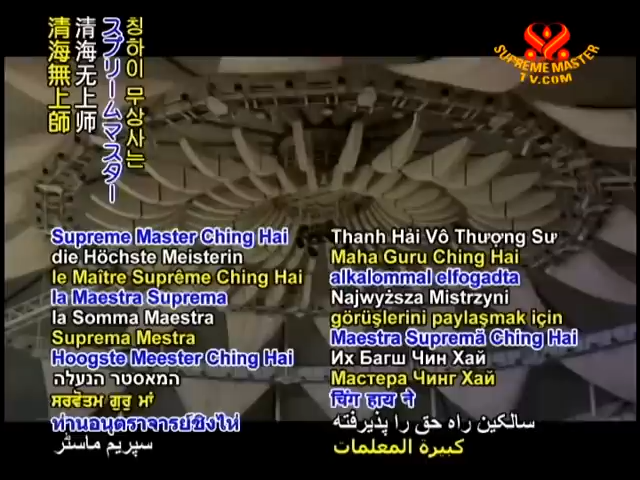 칭하이 무상사는
スプリームマスター
清海无上师
清海無上師
SUPREME MASTER
TV.COM
Supreme Master Ching Hai
die Höchste Meisterin
le Maître Suprême Ching Hai
la Maestra Suprema
la Somma Maestra
Suprema Mestra
Hoogste Meester Ching Hai
המאסטר הנעלה
ਸਰਵੋਤਮ ਗੁਰੂ ਮਾਂ
ท่านอนุตราจารย์ชิงไห่
سپریم ماسٹر
Thanh Hải Vô Thượng Sư
Maha Guru Ching Hai
alkalommal elfogadta
Najwyższa Mistrzyni
görüşlerini paylaşmak için
Maestra Supremă Ching Hai
Их Багш Чин Хай
Мастера Чинг Хай
चिंग हाय ने
سالکین راه حق را پذیرفته
كبيرة المعلمات